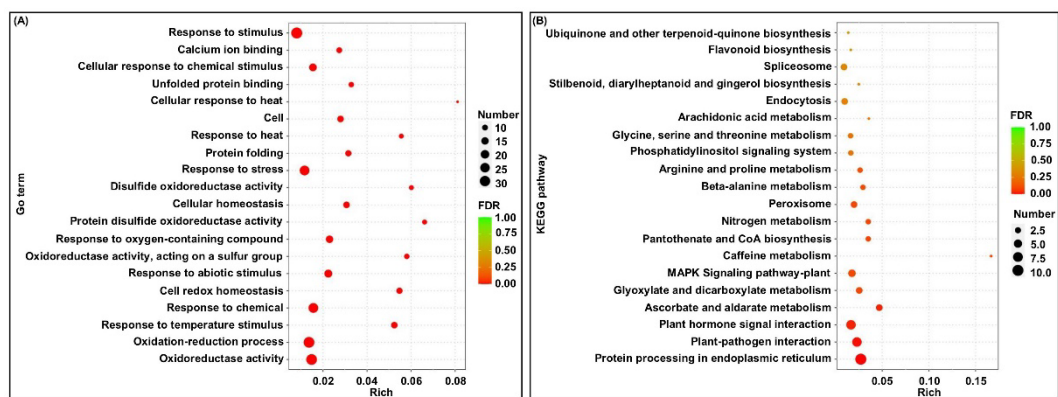 (A)
Response to stimulus
Calcium ion binding
Cellular response to chemical stimulus
Unfolded protein binding
Cellular response to heat
Cell
Response to heat
Protein folding
Response to stress
Disulfide oxidoreductase activity
Cellular homeostasis
Protein disulfide oxidoreductase activity
Response to oxygen-containing compound
Oxidoreductase activity, acting on a sulfur group
Response to abiotic stimulus
Cell redox homeostasis
Response to chemical
Response to temperature stimulus
Oxidation-reduction process
Oxidoreductase activity
Go term
0.02 0.04 0.06 0.08
Rich
Number
10
15
20
25
30
FDR
1.00
0.75
0.50
0.25
0.00
(B)
Ubiquinone and other terpenoid-quinone biosynthesis
Flavonoid biosynthesis
Spliceosome
Stilbenoid, diarylheptanoid and gingerol biosynthesis
Endocytosis
Arachidonic acid metabolism
Glycine, serine and threonine metabolism
Phosphatidylinositol signaling system
Arginine and proline metabolism
Beta-alanine metabolism
Peroxisome
Nitrogen metabolism
Pantothenate and CoA biosynthesis
Caffeine metabolism
MAPK Signaling pathway-plant
Glyoxylate and dicarboxylate metabolism
Ascorbate and aldarate metabolism
Plant hormone signal interaction
Plant-pathogen interaction
Protein processing in endoplasmic reticulum
KEGG pathway
0.05 0.10 0.15
Rich
FDR
1.00
0.75
0.50
0.25
0.00
Number
2.5
5.0
7.5
10.0